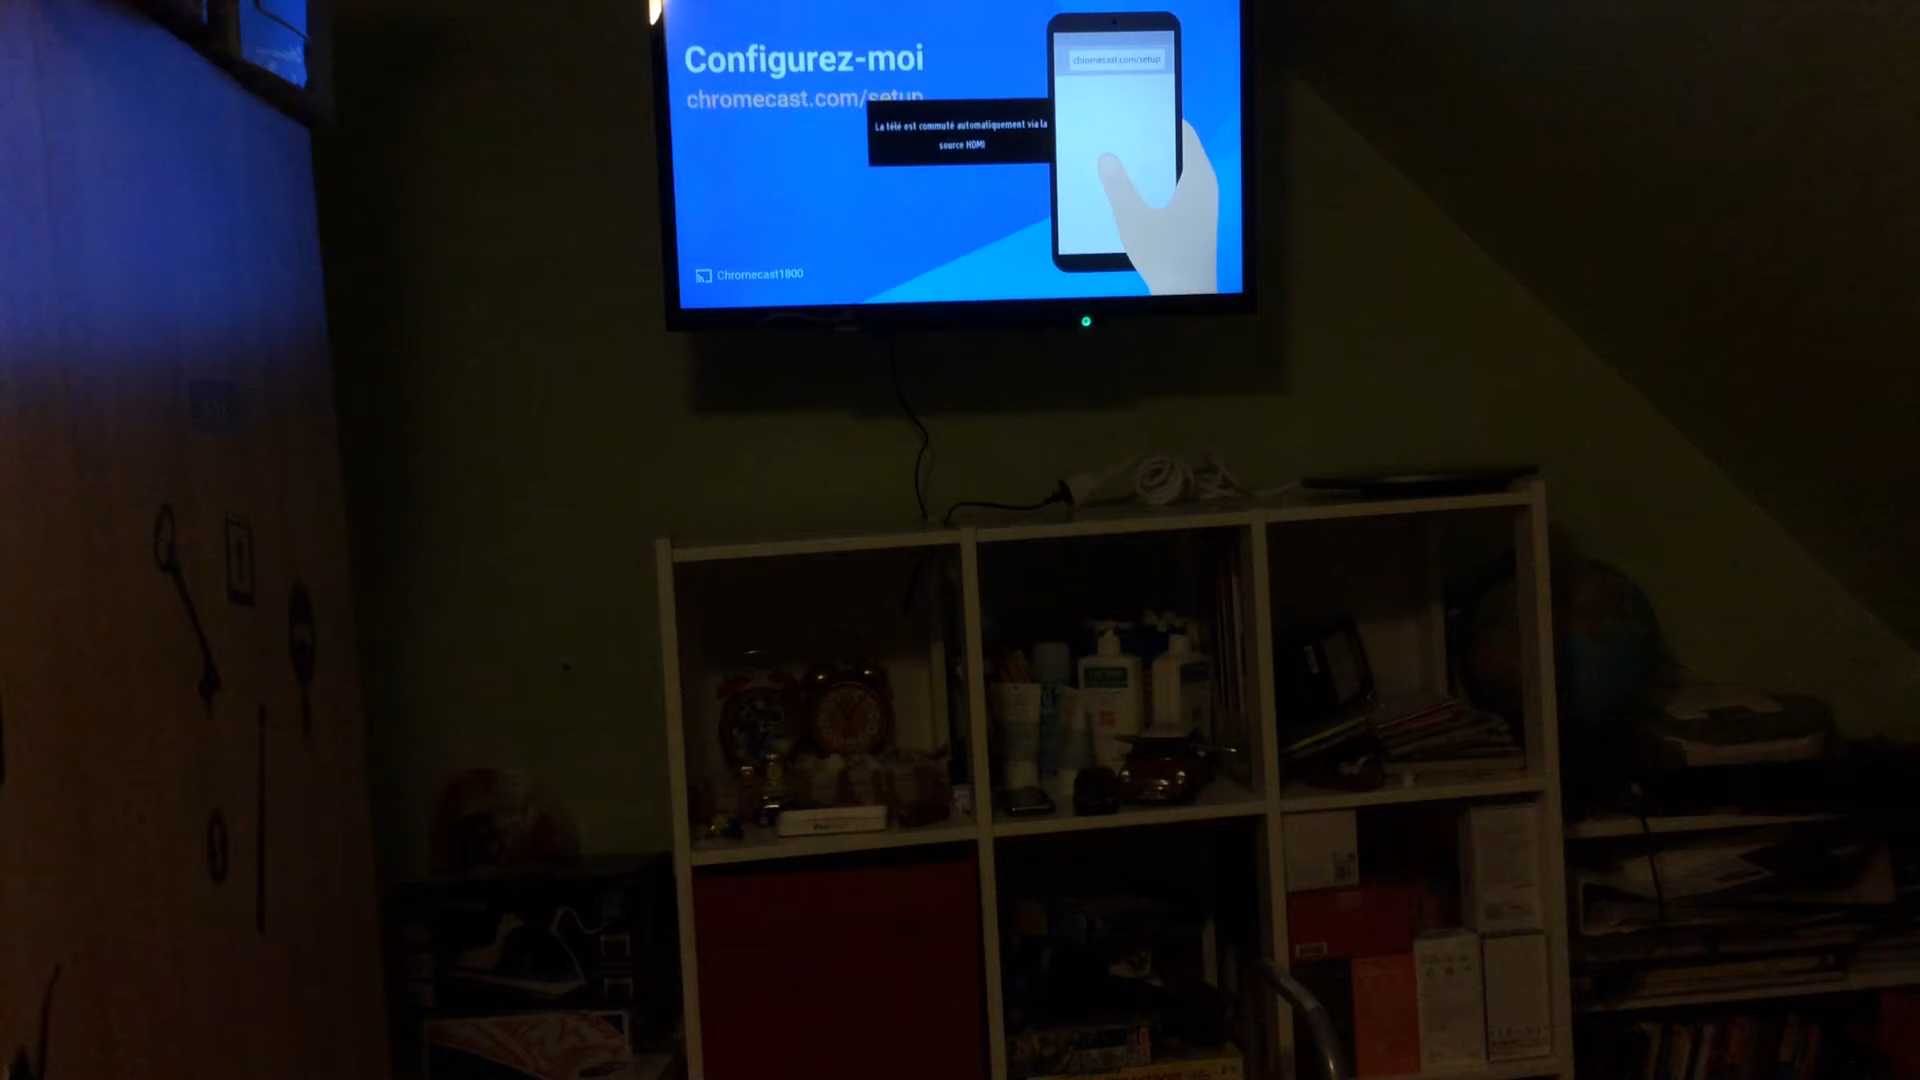 Configurez-moi
chromecast.com/setup
chromecast.com/setup
La télé est commuté automatiquement via la
source HDMI
Chromecast1800